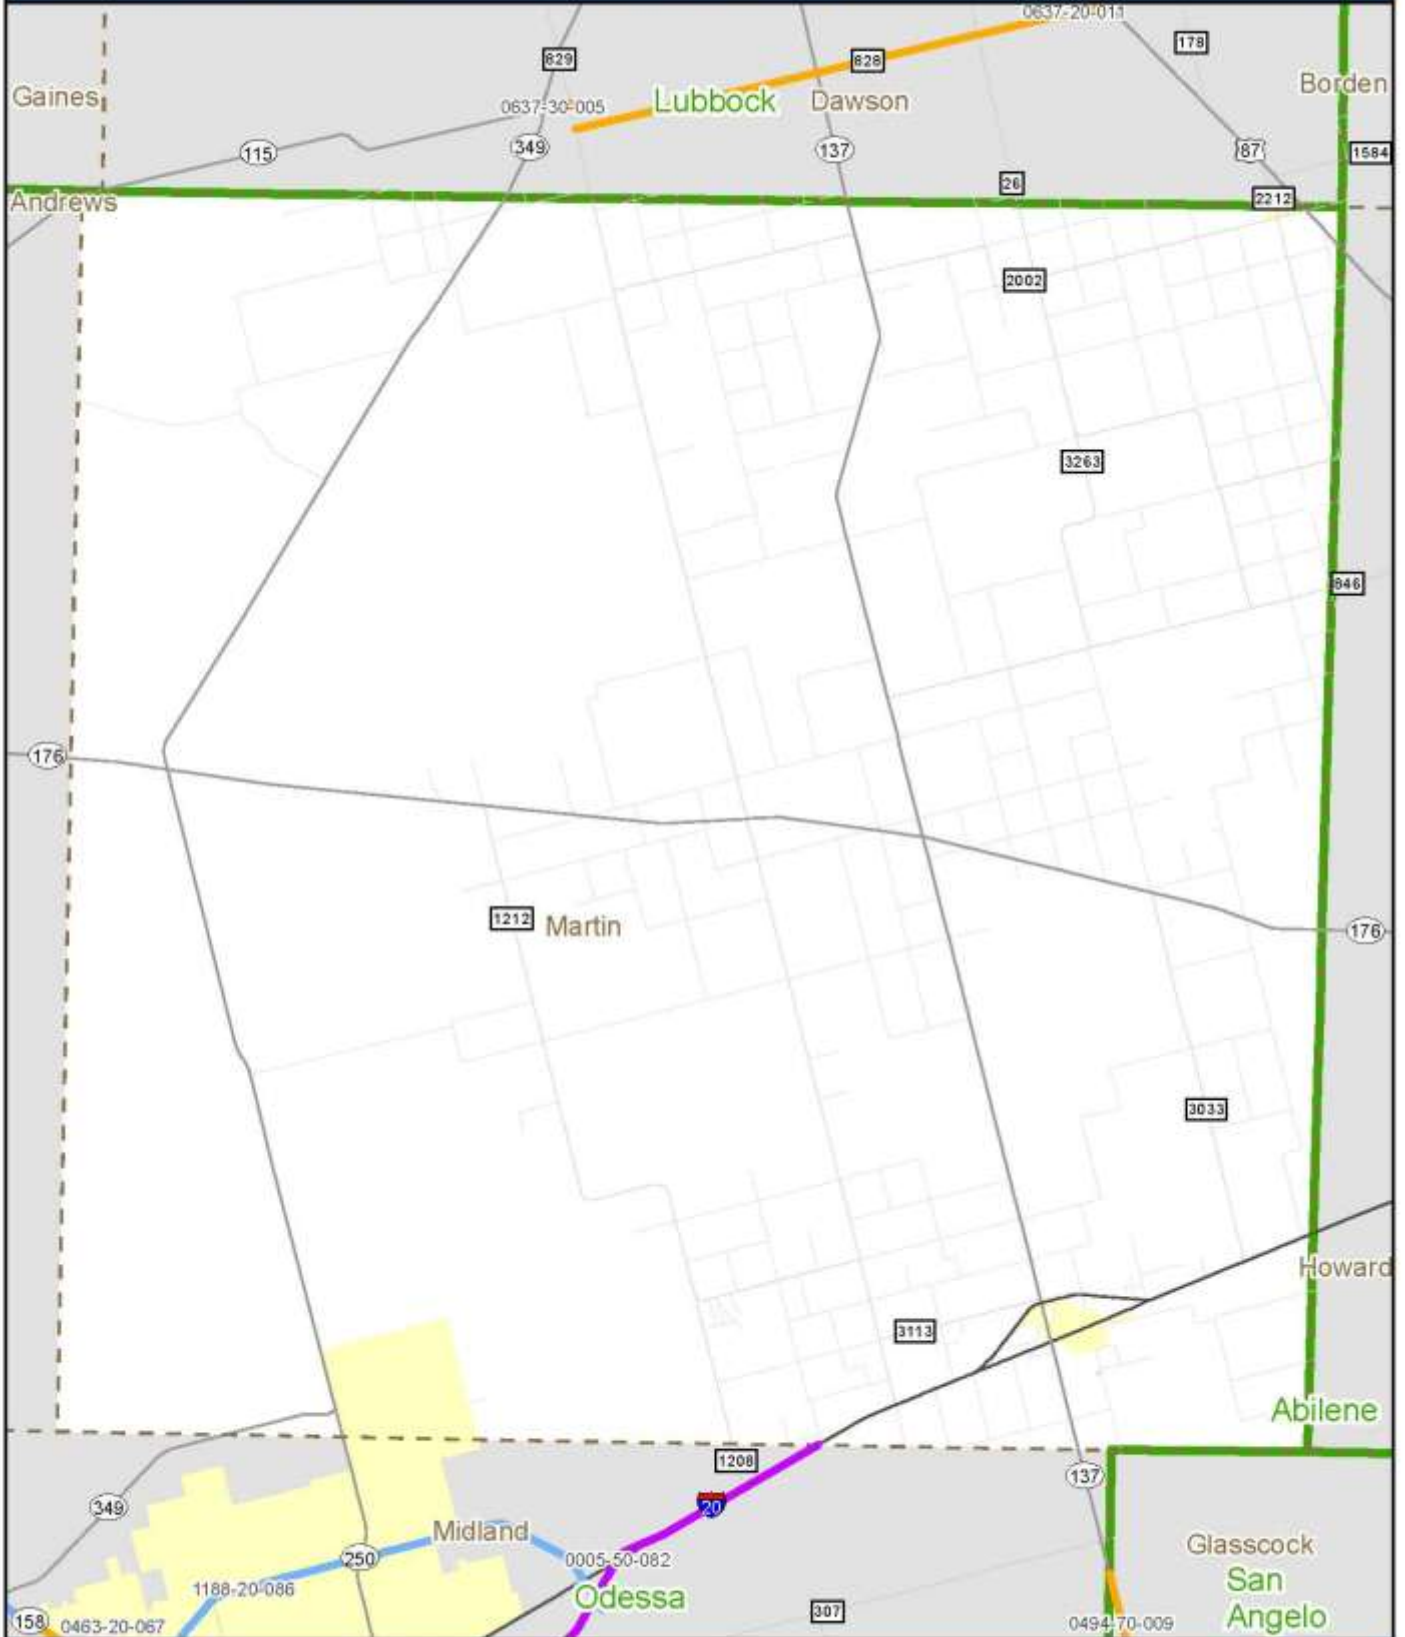 0637-20-011
178
829
828
Gaines
Borden
0637-30-005
Lubbock
Dawson
115
349
137
87
1584
26
2212
Andrews
2002
3263
846
176
1212
Martin
176
3033
Howard
3113
Abilene
1208
137
349
20
Midland
Glasscock
250
0005-50-082
San
Angelo
1188-20-086
Odessa
307
158
0463-20-067
0494-70-009